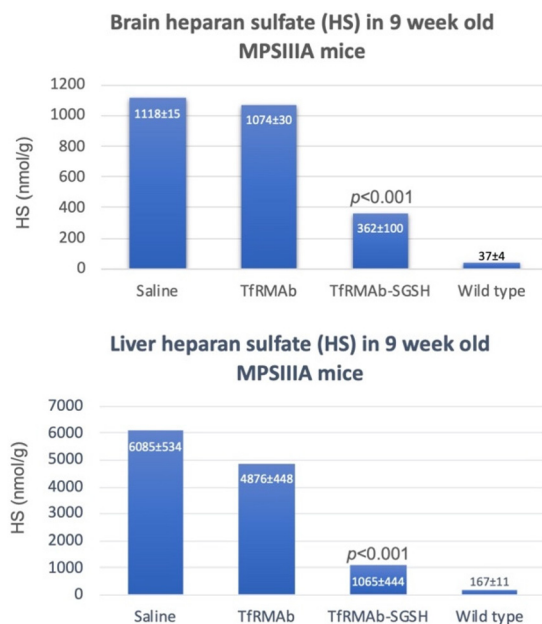 Brain heparan sulfate (HS) in 9 week old
MPSIIIA mice
HS (nmol/g)
1200
1000
800
600
400
200
0
1118±15
1074±30
p<0.001
362±100
37±4
Saline
TfRMAb
TfRMAb-SGSH
Wild type
Liver heparan sulfate (HS) in 9 week old
MPSIIIA mice
HS (nmol/g)
7000
6000
5000
4000
3000
2000
1000
0
6085±534
4876±448
p<0.001
1065±444
167±11
Saline
TfRMAb
TfRMAb-SGSH
Wild type